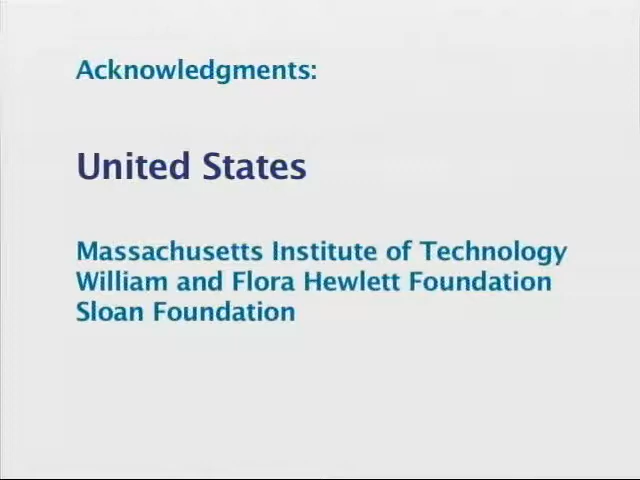 Acknowledgments:
United States
Massachusetts Institute of Technology
William and Flora Hewlett Foundation
Sloan Foundation